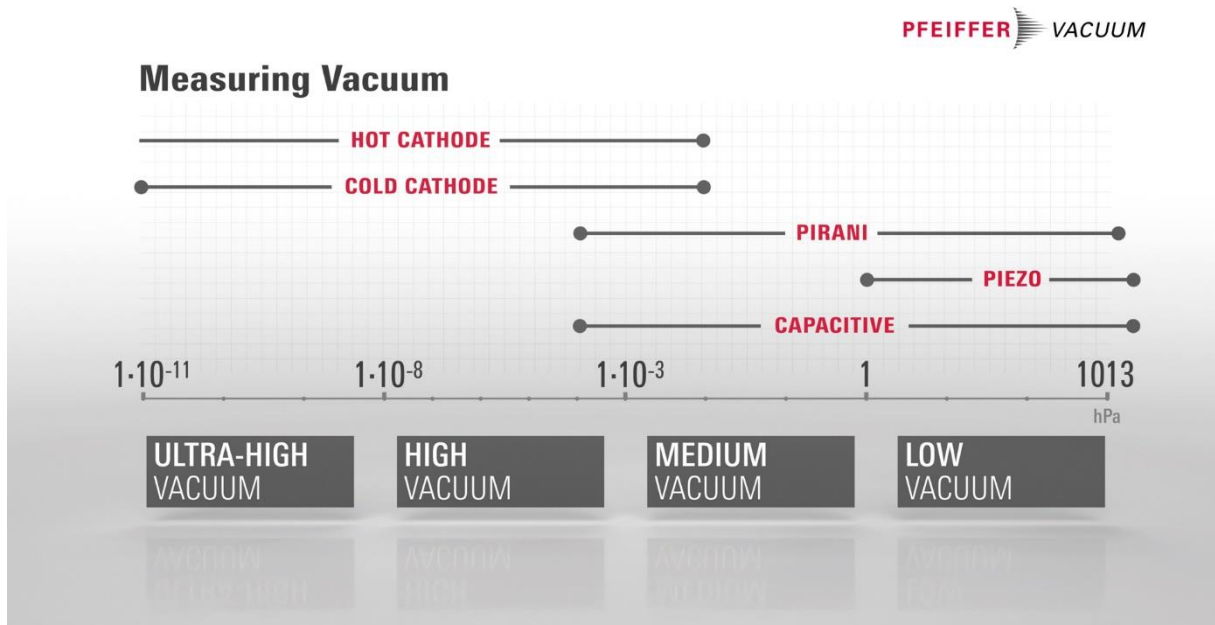 PFEIFFER VACUUM
Measuring Vacuum
HOT CATHODE
COLD CATHODE
PIRANI
PIEZO
CAPACITIVE
1·10-11 1·10-8 1·10-3 1 1013
hPa
ULTRA-HIGH HIGH MEDIUM LOW
VACUUM VACUUM VACUUM VACUUM